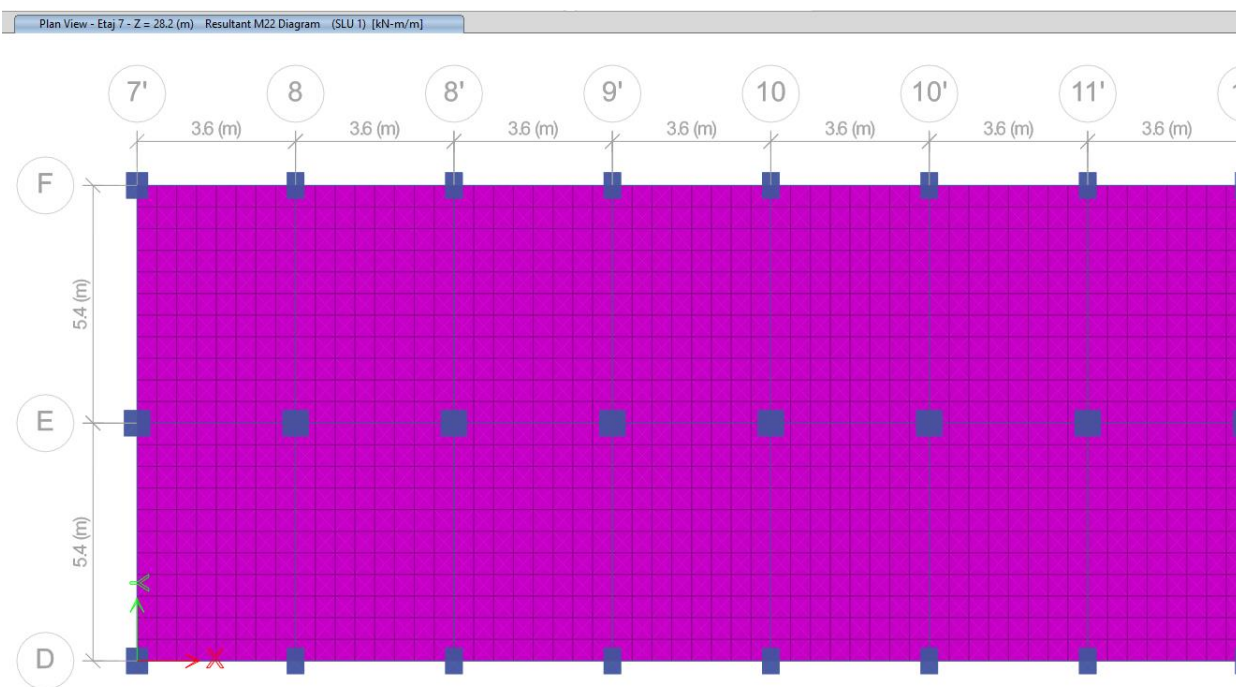 Plan View - Etaj 7 - Z = 28.2 (m) Resultant M22 Diagram (SLU 1) [kN-m/m]
7' 8 8' 9' 10 10' 11'
3.6 (m) 3.6 (m) 3.6 (m) 3.6 (m) 3.6 (m) 3.6 (m) 3.6 (m)
F
5.4 (m)
E
5.4 (m)
Y
D
X